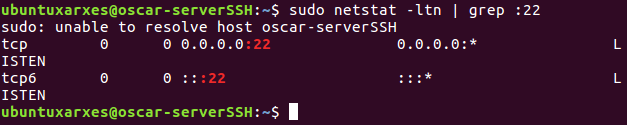 ubuntuxarxes@oscar-serverSSH:~$ sudo netstat -ltn | grep :22
sudo: unable to resolve host oscar-serverSSH
tcp        0      0 0.0.0.0:22              0.0.0.0:*               L
ISTEN
tcp6       0      0 :::22                   :::*                    L
ISTEN
ubuntuxarxes@oscar-serverSSH:~$